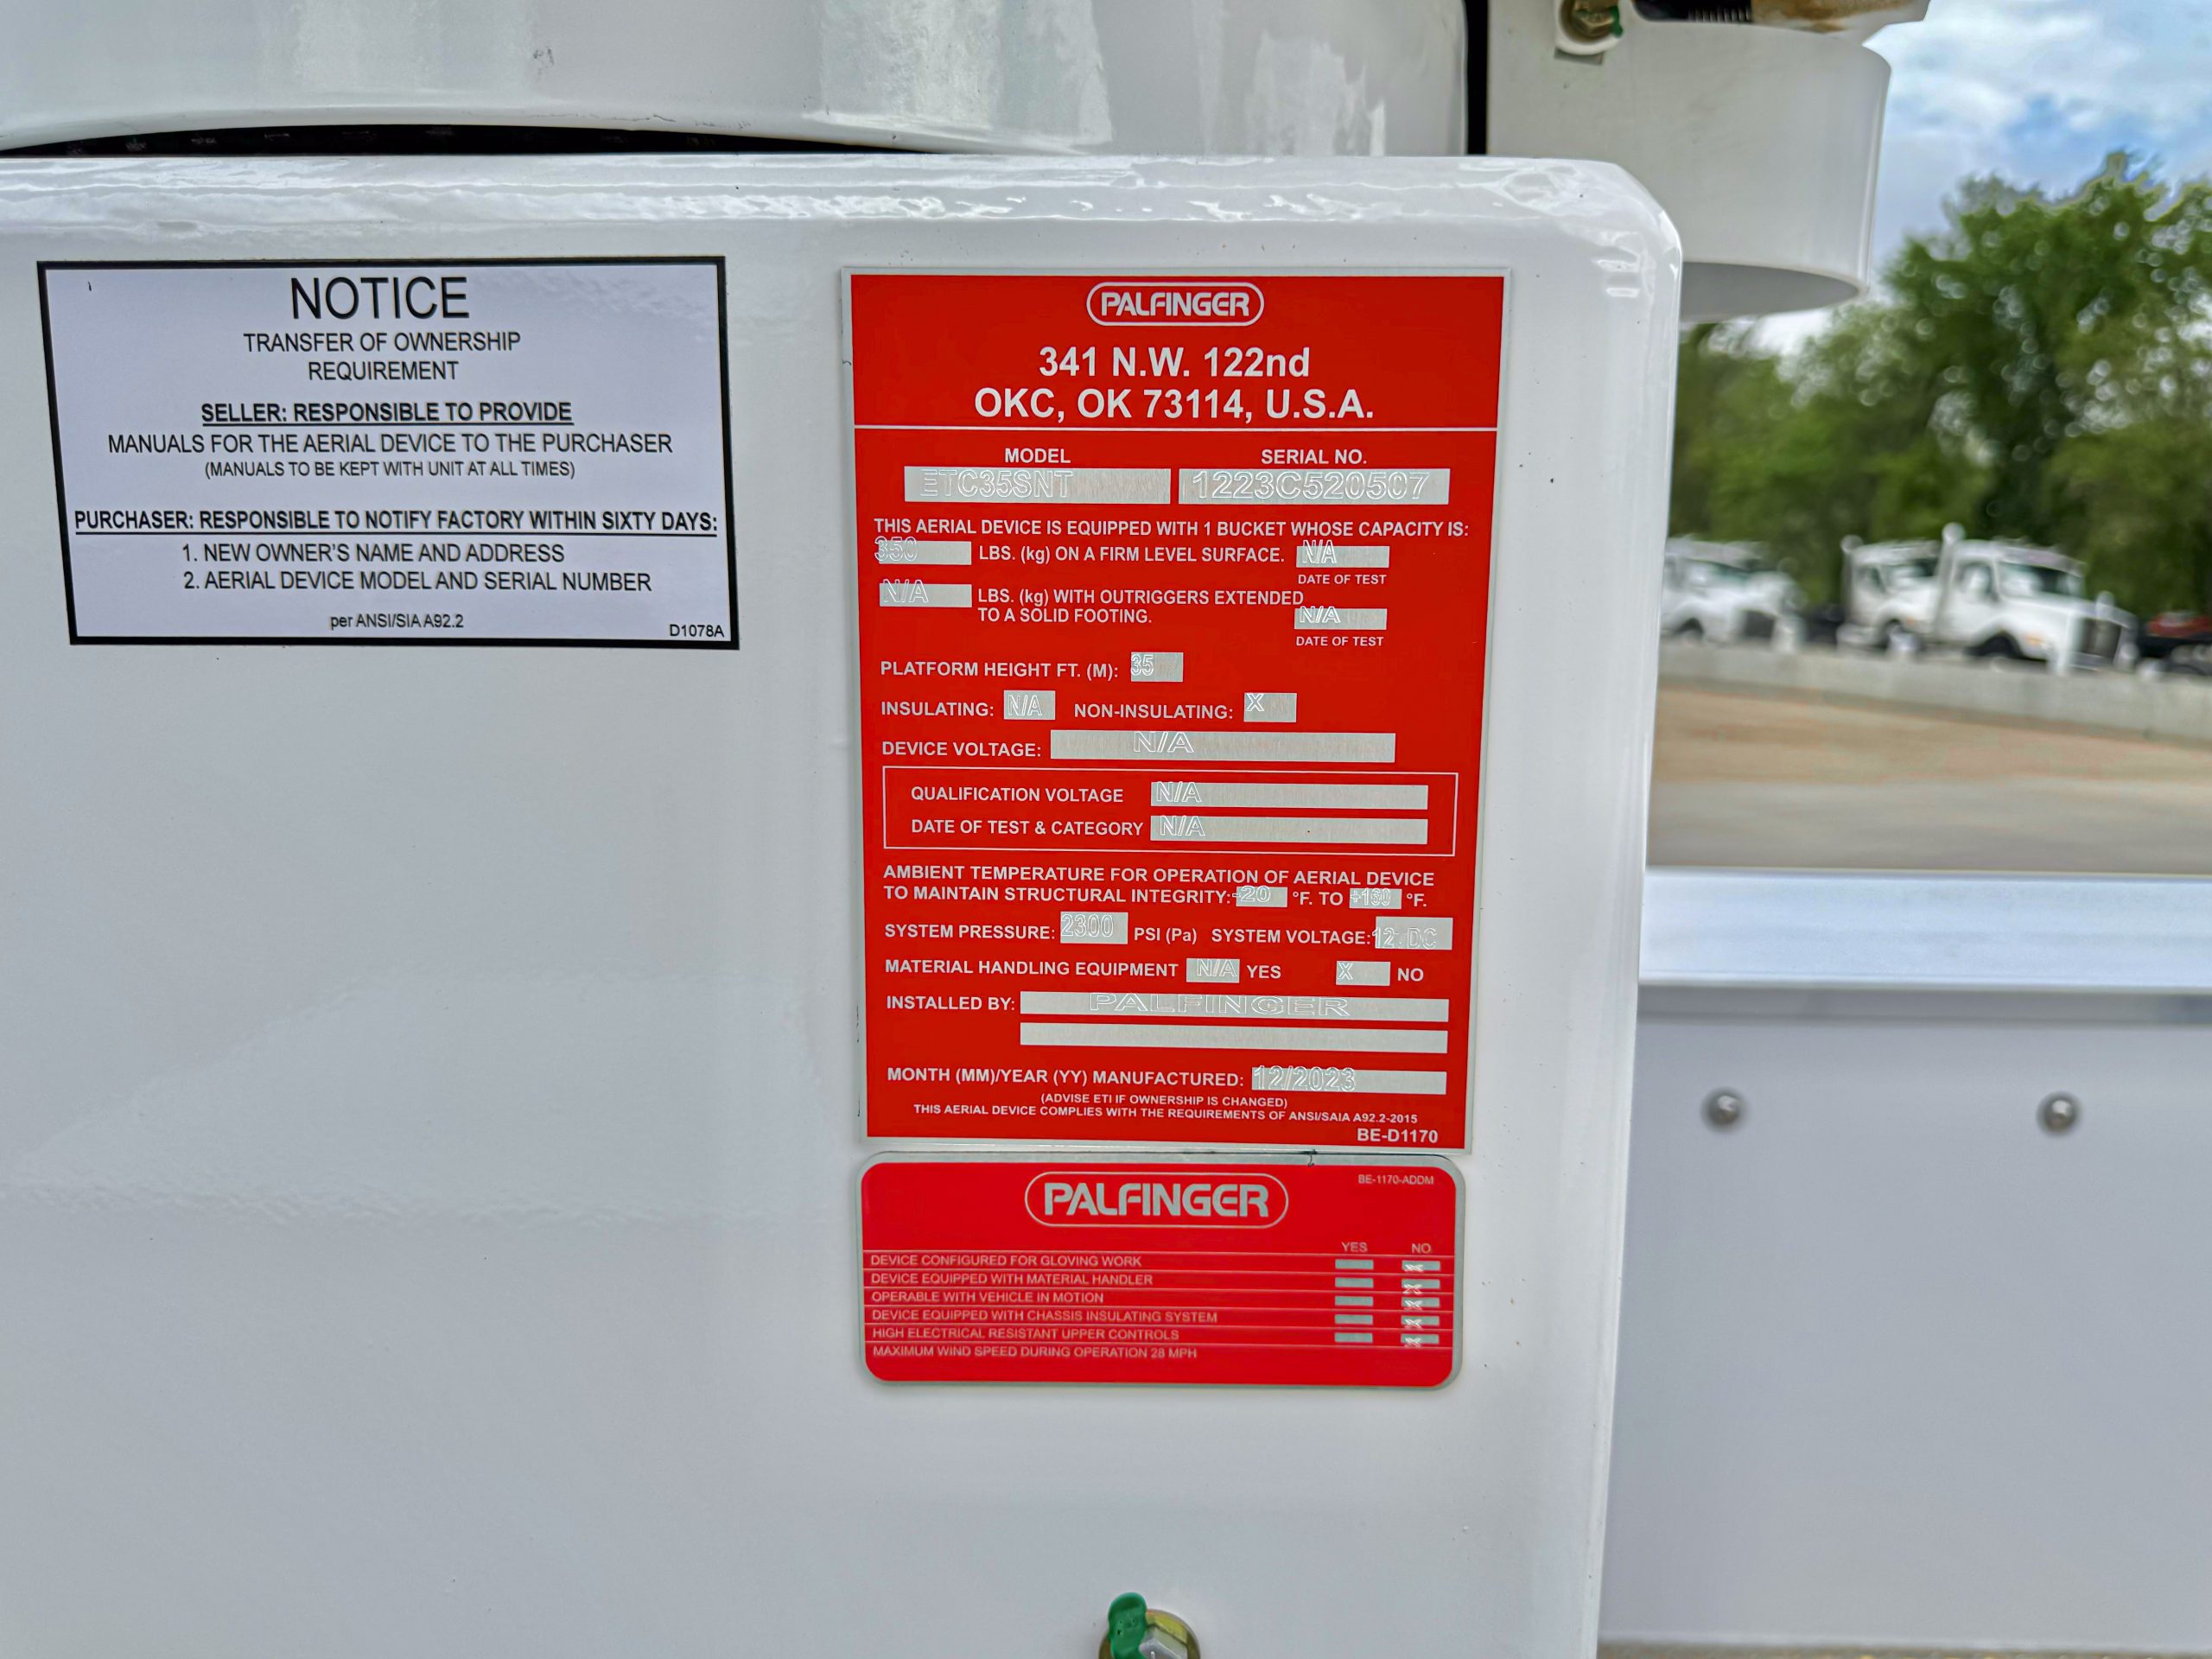 NOTICE
TRANSFER OF OWNERSHIP
REQUIREMENT
SELLER: RESPONSIBLE TO PROVIDE
MANUALS FOR THE AERIAL DEVICE TO THE PURCHASER
(MANUALS TO BE KEPT WITH UNIT AT ALL TIMES)
PURCHASER: RESPONSIBLE TO NOTIFY FACTORY WITHIN SIXTY DAYS:
1. NEW OWNER'S NAME AND ADDRESS
2. AERIAL DEVICE MODEL AND SERIAL NUMBER
per ANSI/SIA A92.2
D1078A
PALFINGER
341 N.W. 122nd
OKC, OK 73114, U.S.A.
MODEL SERIAL NO.
ETC35SNT 1223C520507
THIS AERIAL DEVICE IS EQUIPPED WITH 1 BUCKET WHOSE CAPACITY IS:
350 LBS. (kg) ON A FIRM LEVEL SURFACE. N/A
DATE OF TEST
N/A LBS. (kg) WITH OUTRIGGERS EXTENDED
TO A SOLID FOOTING. N/A
DATE OF TEST
PLATFORM HEIGHT FT. (M): 35
INSULATING: N/A NON-INSULATING: X
DEVICE VOLTAGE: N/A
QUALIFICATION VOLTAGE N/A
DATE OF TEST & CATEGORY N/A
AMBIENT TEMPERATURE FOR OPERATION OF AERIAL DEVICE
TO MAINTAIN STRUCTURAL INTEGRITY: -20 °F. TO °F.
SYSTEM PRESSURE: 2300 PSI (Pa) SYSTEM VOLTAGE: 12. DC
MATERIAL HANDLING EQUIPMENT N/A YES X NO
INSTALLED BY: PALFINGER
MONTH (MM)/YEAR (YY) MANUFACTURED: 12/2023
(ADVISE ETI IF OWNERSHIP IS CHANGED)
THIS AERIAL DEVICE COMPLIES WITH THE REQUIREMENTS OF ANSI/SAIA A92.2-2015
BE-D1170
BE-1170-ADDM
PALFINGER
YES NO
DEVICE CONFIGURED FOR GLOVING WORK X
DEVICE EQUIPPED WITH MATERIAL HANDLER X
OPERABLE WITH VEHICLE IN MOTION X
DEVICE EQUIPPED WITH CHASSIS INSULATING SYSTEM X
HIGH ELECTRICAL RESISTANT UPPER CONTROLS X
MAXIMUM WIND SPEED DURING OPERATION 28 MPH